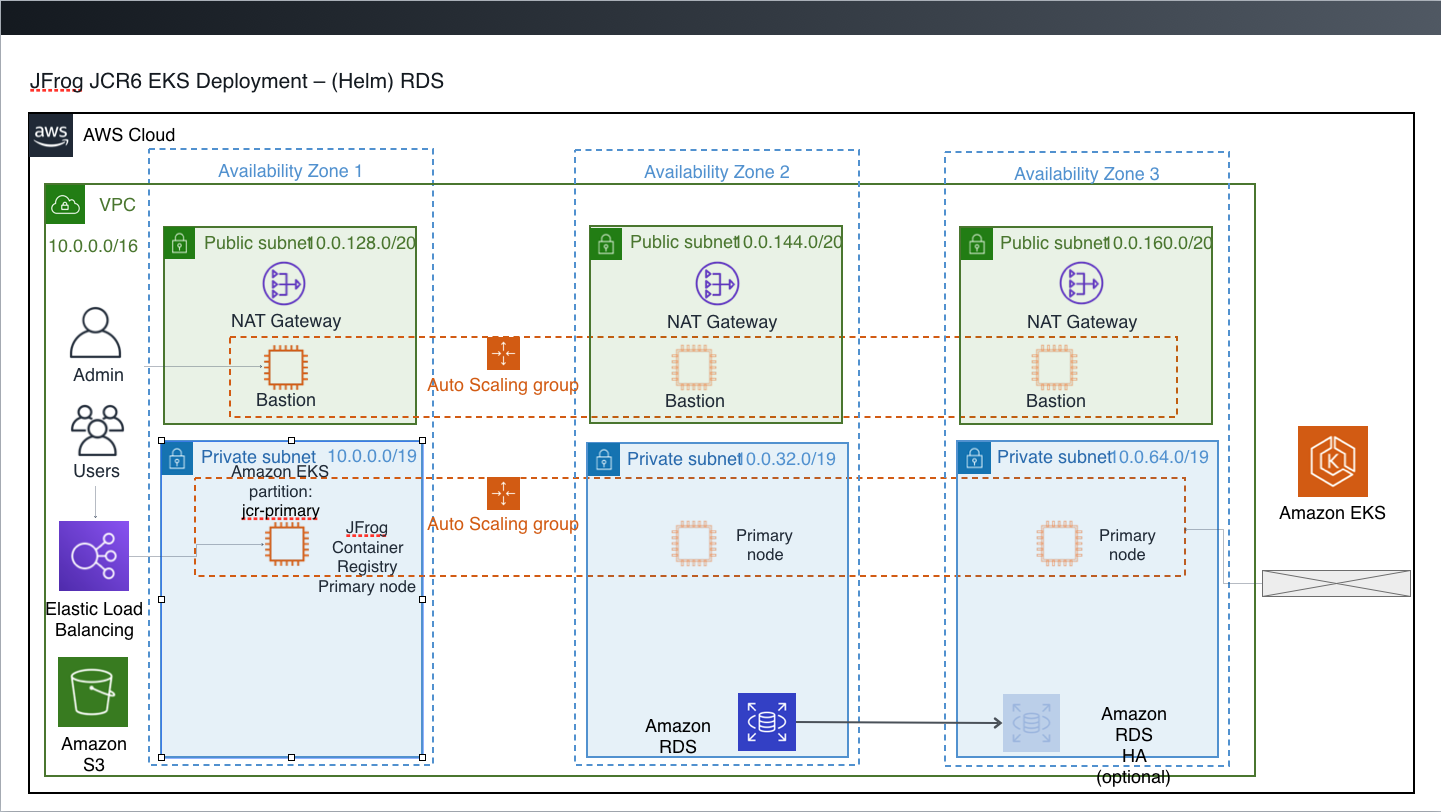 JFrog JCR6 EKS Deployment – (Helm) RDS
aws
AWS Cloud
Availability Zone 1
Availability Zone 2
Availability Zone 3
VPC
10.0.0.0/16
Public subnet
10.0.128.0/20
Public subnet
10.0.144.0/20
Public subnet
10.0.160.0/20
NAT Gateway
NAT Gateway
NAT Gateway
Admin
Auto Scaling group
Bastion
Bastion
Bastion
Users
Private subnet
10.0.0.0/19
Private subnet
10.0.32.0/19
Private subnet
10.0.64.0/19
Amazon EKS
partition:
jcr-primary
Auto Scaling group
JFrog
Container
Registry
Primary node
Primary
node
Primary
node
K
Amazon EKS
Elastic Load
Balancing
Amazon
S3
Amazon
RDS
Amazon
RDS
HA
(optional)